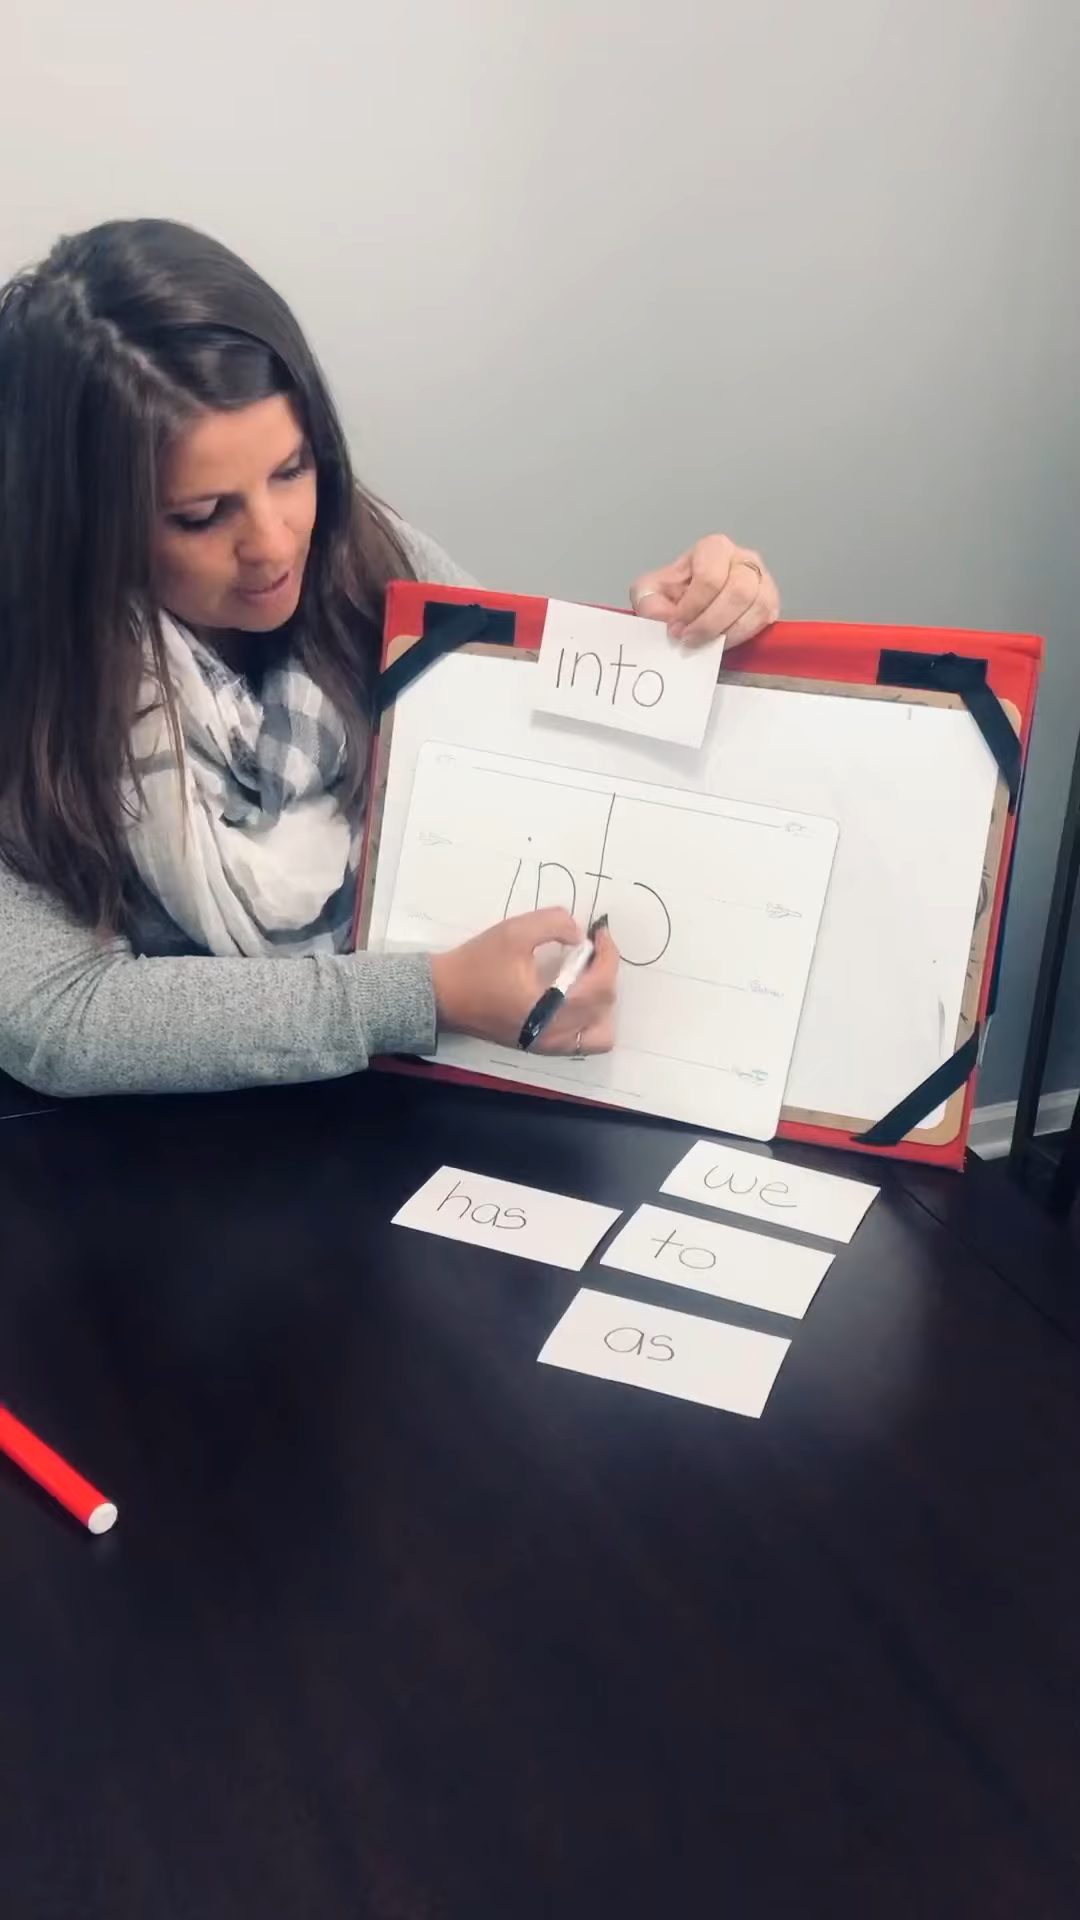 into
into
we
has
to
as